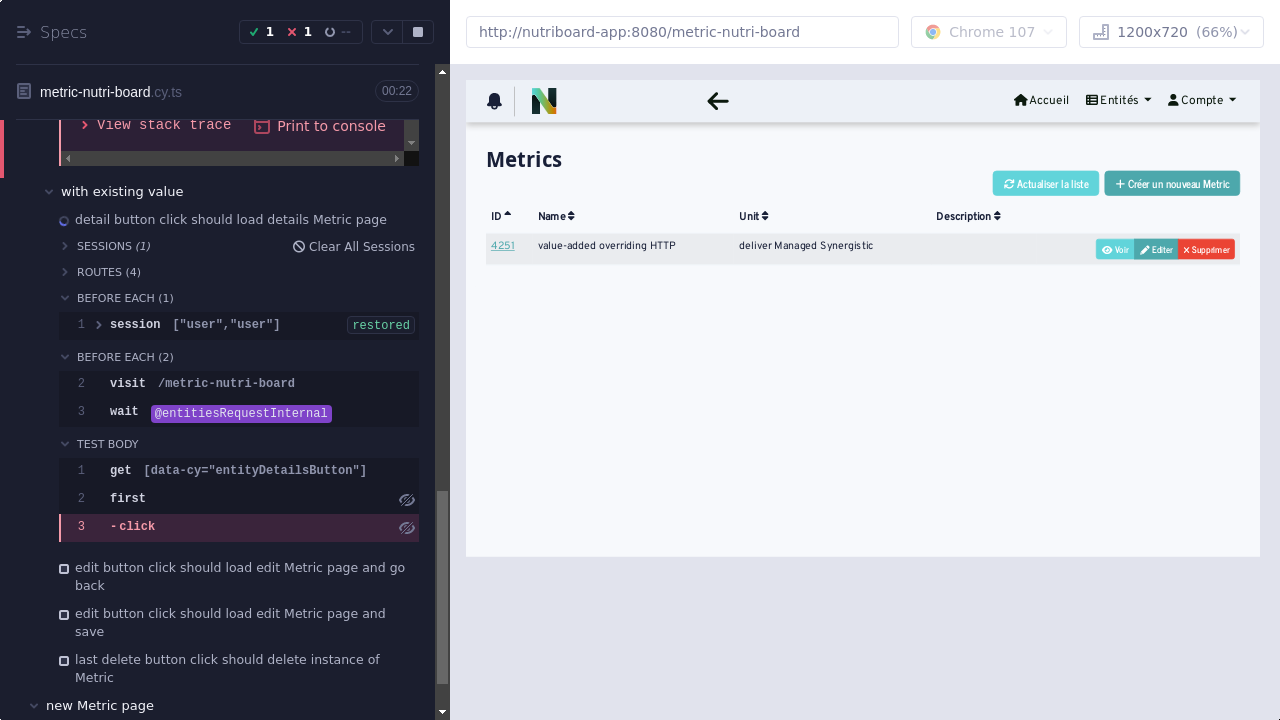 Specs
1
1
--
metric-nutri-board.cy.ts
00:22
View stack trace
Print to console
with existing value
detail button click should load details Metric page
SESSIONS (1)
Clear All Sessions
ROUTES (4)
BEFORE EACH (1)
1 session ["user","user"] restored
BEFORE EACH (2)
2 visit /metric-nutri-board
3 wait @entitiesRequestInternal
TEST BODY
1 get [data-cy="entityDetailsButton"]
2 first
3 -click
edit button click should load edit Metric page and go
back
edit button click should load edit Metric page and
save
last delete button click should delete instance of
Metric
new Metric page
http://nutriboard-app:8080/metric-nutri-board
Chrome 107
1200x720 (66%)
N
Accueil
Entités
Compte
Metrics
Actualiser la liste
Créer un nouveau Metric
ID Name Unit Description
4251 value-added overriding HTTP deliver Managed Synergistic Voir Editer Supprimer